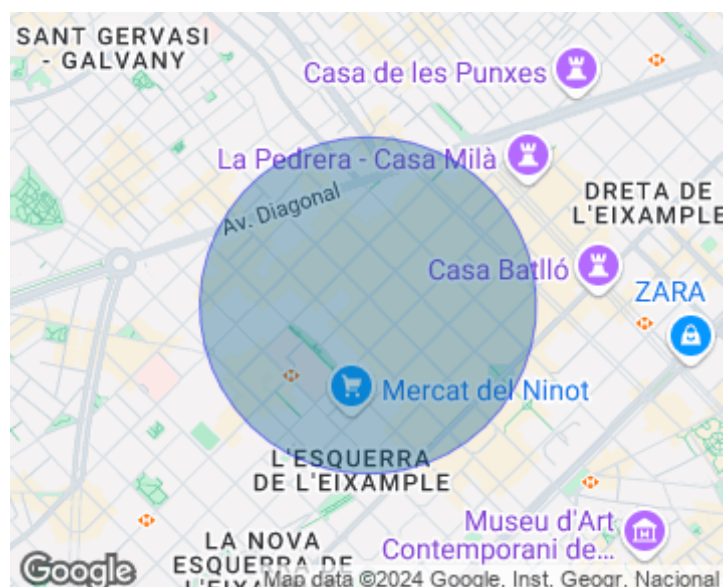 SANT GERVASI
- GALVANY
Casa de les Punxes
La Pedrera - Casa Milà
DRETA DE
L'EIXAMPLE
Av. Diagonal
Casa Batlló
ZARA
Mercat del Ninot
L'ESQUERRA
DE L'EIXAMPLE
Museu d'Art
Contemporani de...
LA NOVA
ESQUERRA DE
Google
Map data ©2024 Google, Inst. Geogr. Nacional